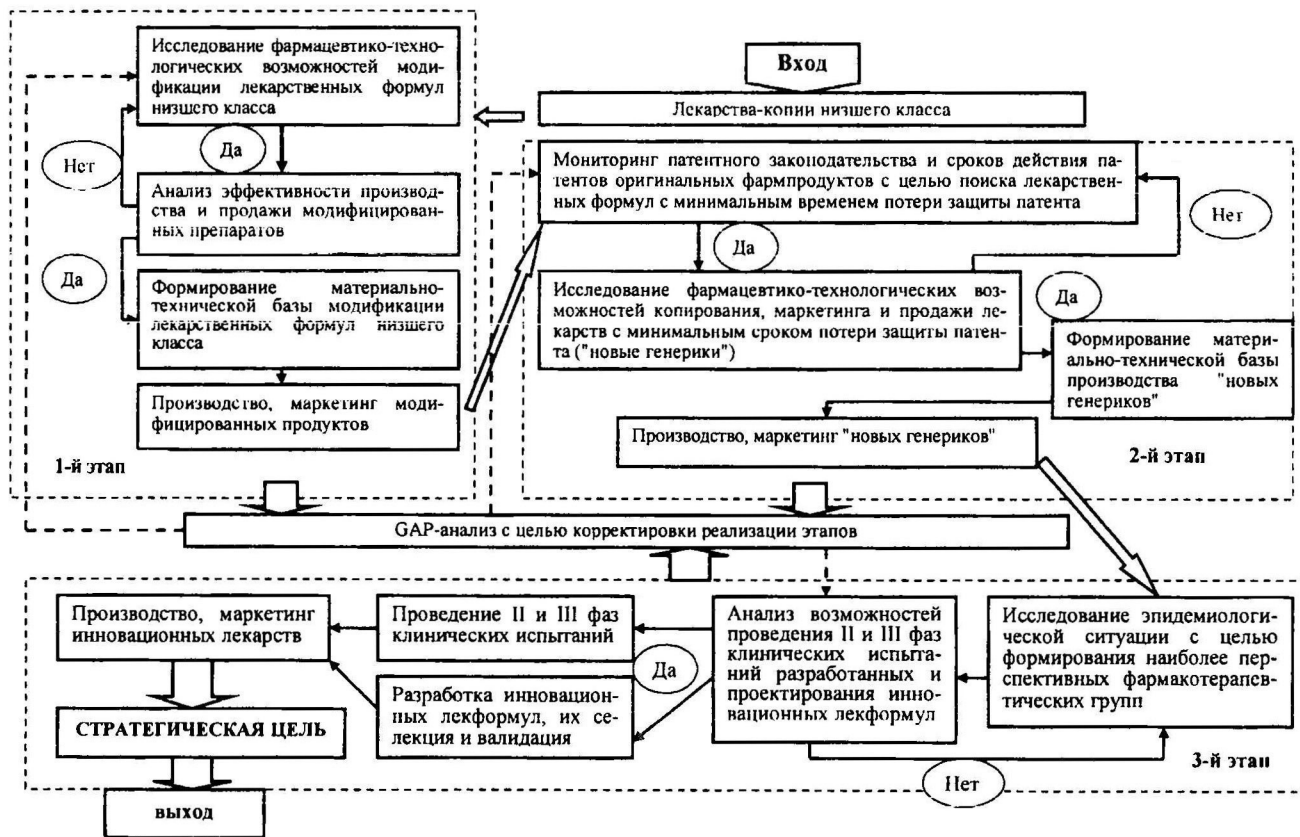 Вход
Лекарства-копии низшего класса
Исследование фармацевтико-техно-
логических возможностей модификации лекарственных формул
низшего класса
Да
Нет
Анализ эффективности производ-
ства и продажи модифицирован-
ных препаратов
Да
Формирование материально-
технической базы модификации
лекарственных формул низшего
класса
Производство, маркетинг моди-
фицированных продуктов
1-й этап
Мониторинг патентного законодательства и сроков действия па-
тентов оригинальных фармпродуктов с целью поиска лекарствен-
ных формул с минимальным временем потери защиты патента
Да
Нет
Исследование фармацевтико-технологических воз-
можностей копирования, маркетинга и продажи ле-
карств с минимальным сроком потери защиты патен-
та ("новые генерики")
Да
Формирование матери-
ально-технической базы
производства "новых
генериков"
Производство, маркетинг "новых генериков"
2-й этап
GAP-анализ с целью корректировки реализации этапов
Исследование эпидемиологи-
ческой ситуации с целью
формирования наиболее пер-
спективных фармакотерапев-
тических групп
Анализ возможностей
проведения II и III фаз
клинических испыта-
ний разработанных и
проектирования инно-
вационных лекформул
Нет
Да
Проведение II и III фаз
клинических испытаний
Разработка инновацион-
ных лекформул, их се-
лекция и валидация
Производство, маркетинг
инновационных лекарств
СТРАТЕГИЧЕСКАЯ ЦЕЛЬ
выход
3-й этап